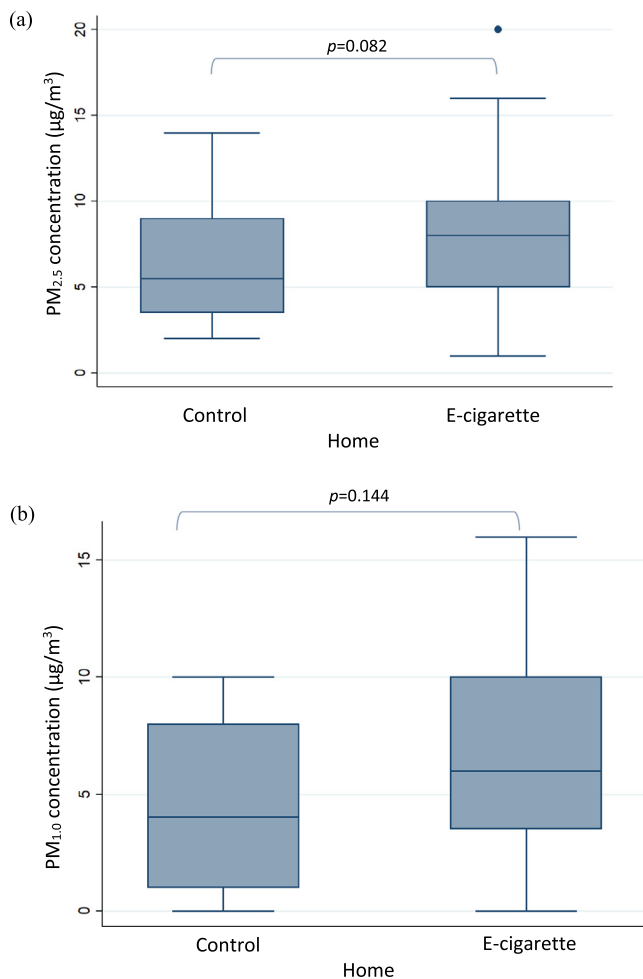 (a)
p=0.082
PM2.5 concentration (µg/m³)
20
15
10
5
0
Control E-cigarette
Home
(b)
p=0.144
PM1.0 concentration (µg/m³)
15
10
5
0
Control E-cigarette
Home